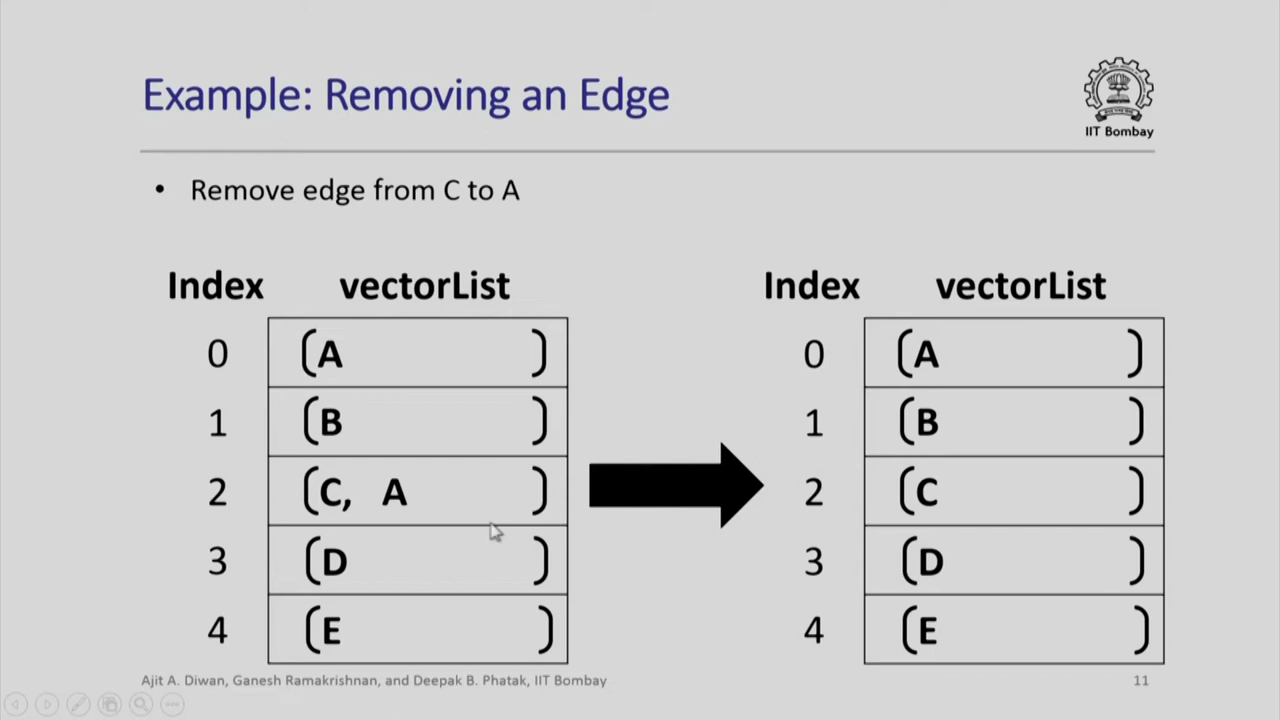 Example: Removing an Edge
IIT Bombay
• Remove edge from C to A
Index vectorList Index vectorList
0 (A ) 0 (A )
1 (B ) 1 (B )
2 (C, A ) 2 (C )
3 (D ) 3 (D )
4 (E ) 4 (E )
Ajit A. Diwan, Ganesh Ramakrishnan, and Deepak B. Phatak, IIT Bombay 11